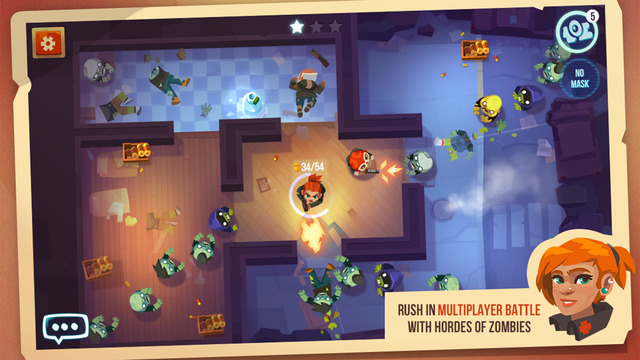 5
NO
MASK
34/54
RUSH IN MULTIPLAYER BATTLE
WITH HORDES OF ZOMBIES